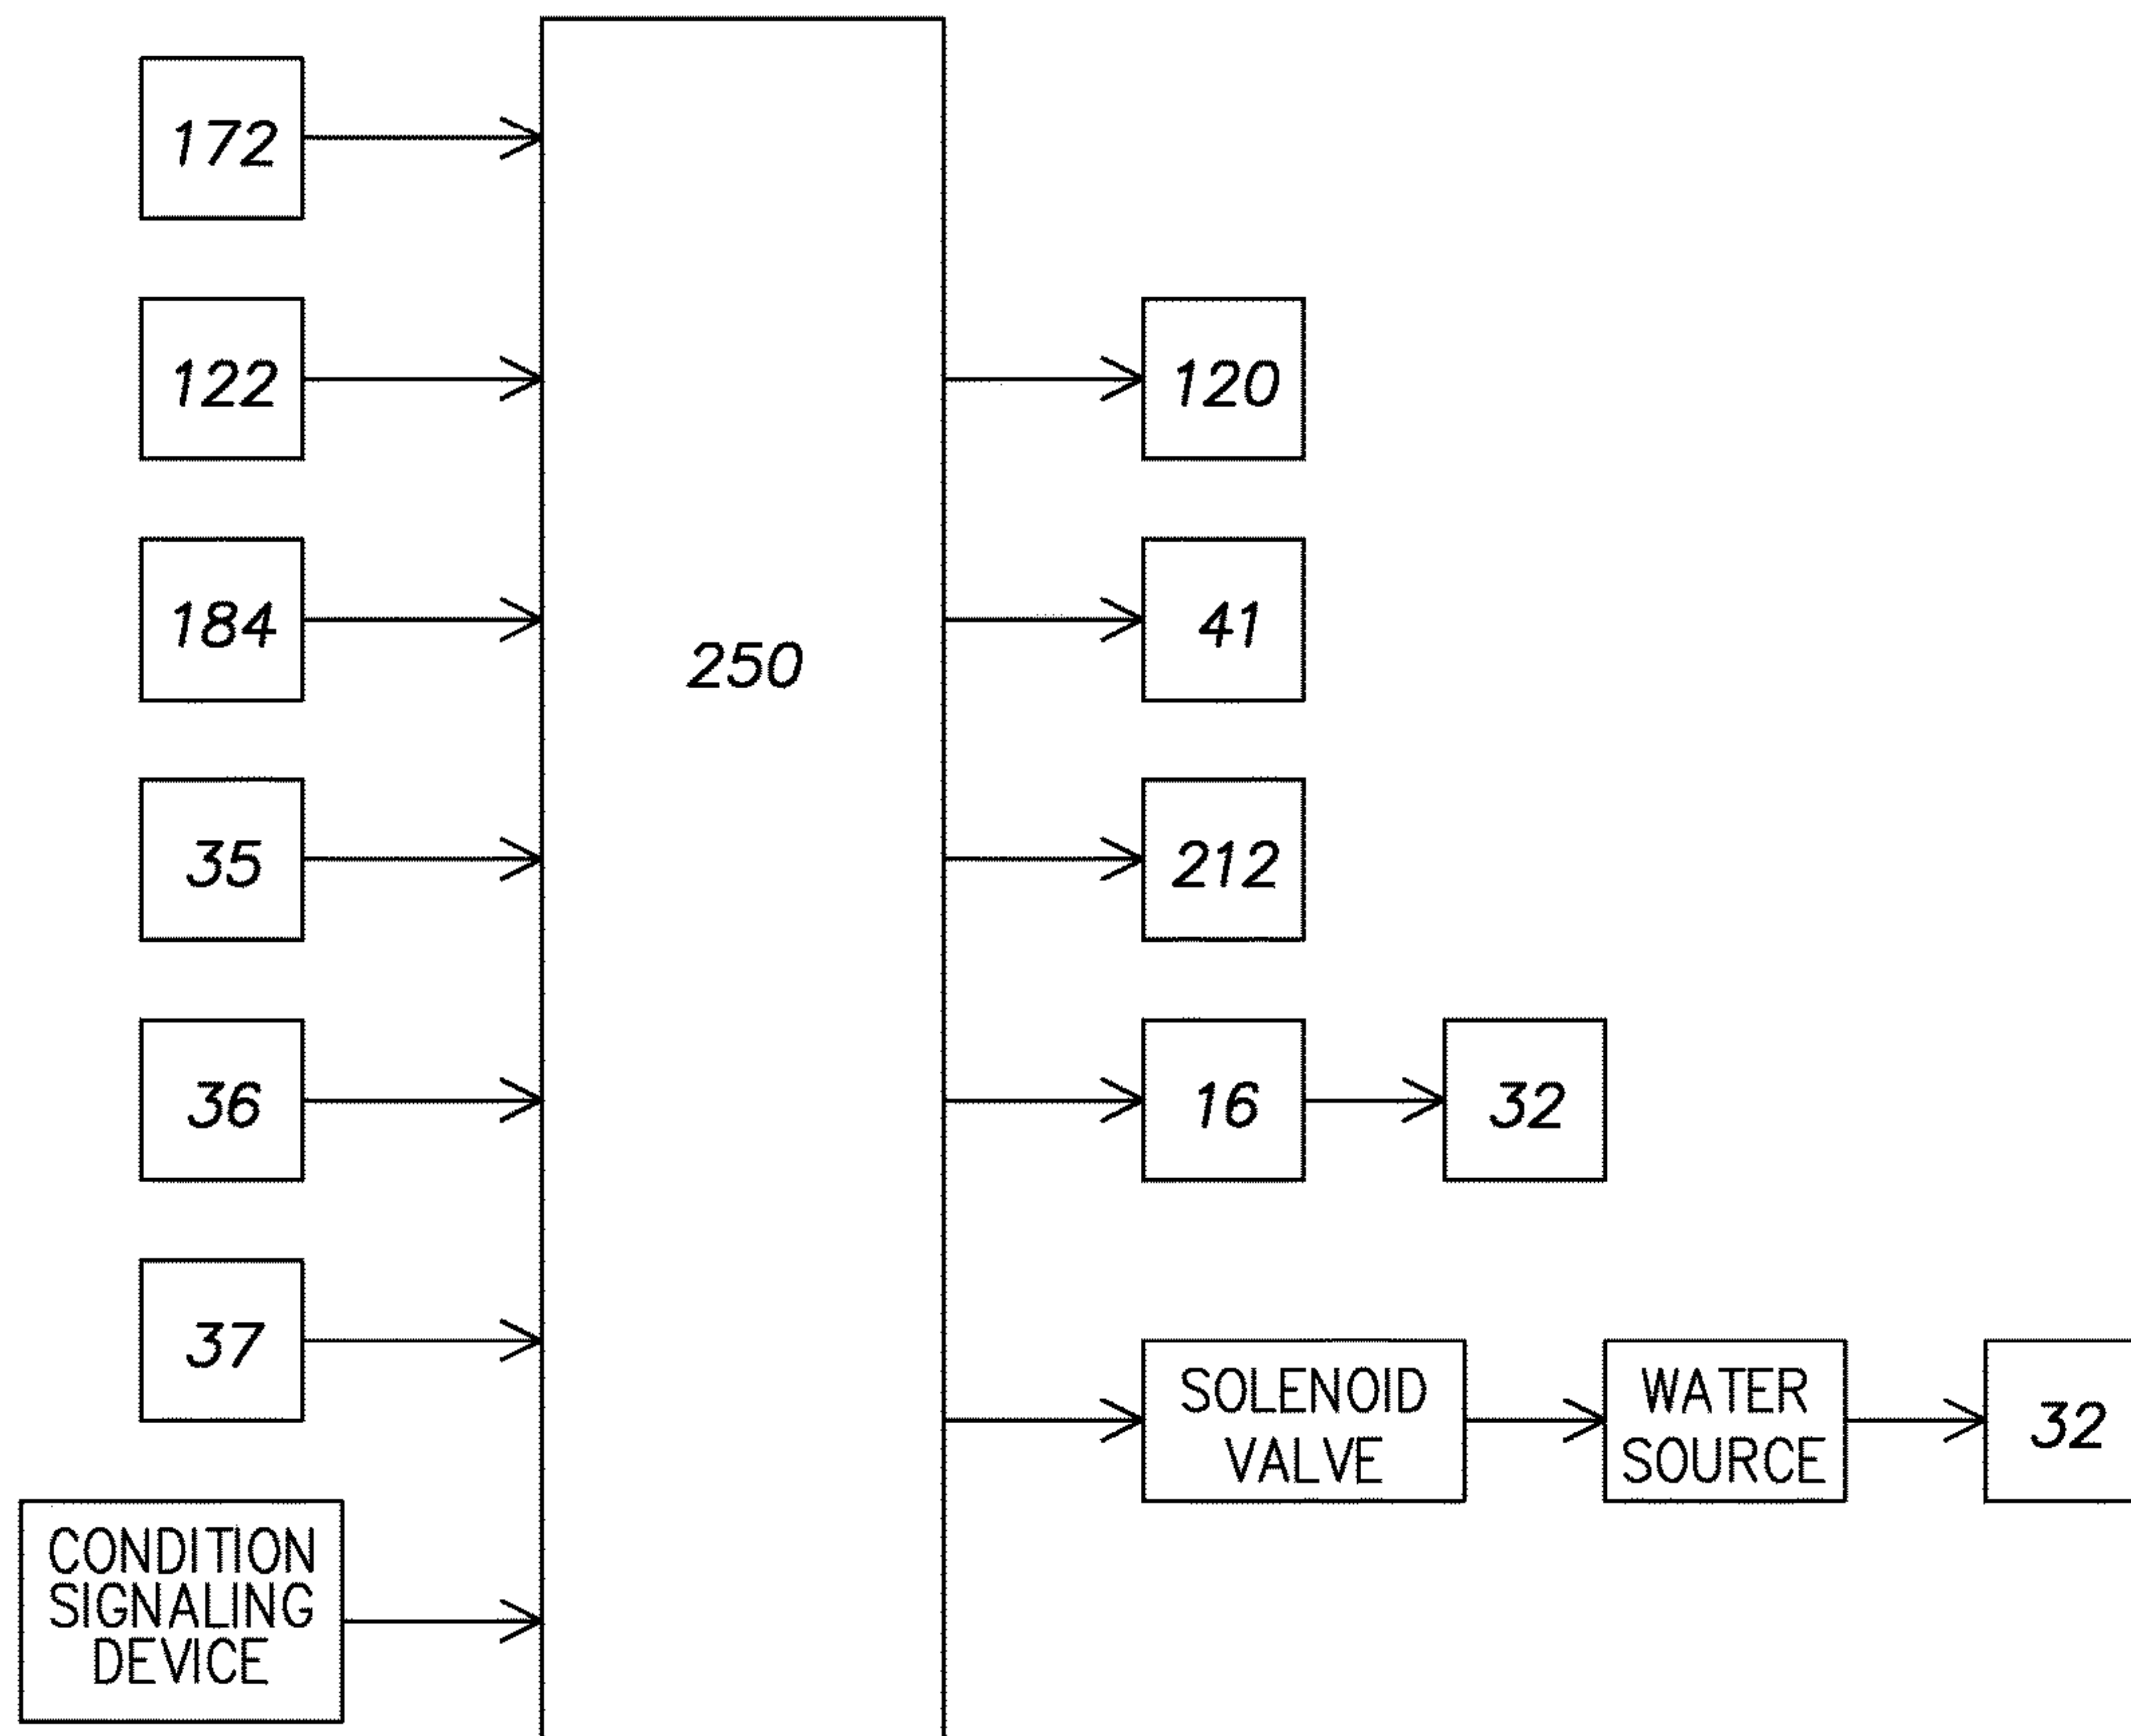 172
122
184
35
36
37
CONDITION
SIGNALING
DEVICE
250
120
41
212
16
32
SOLENOID
VALVE
WATER
SOURCE
32